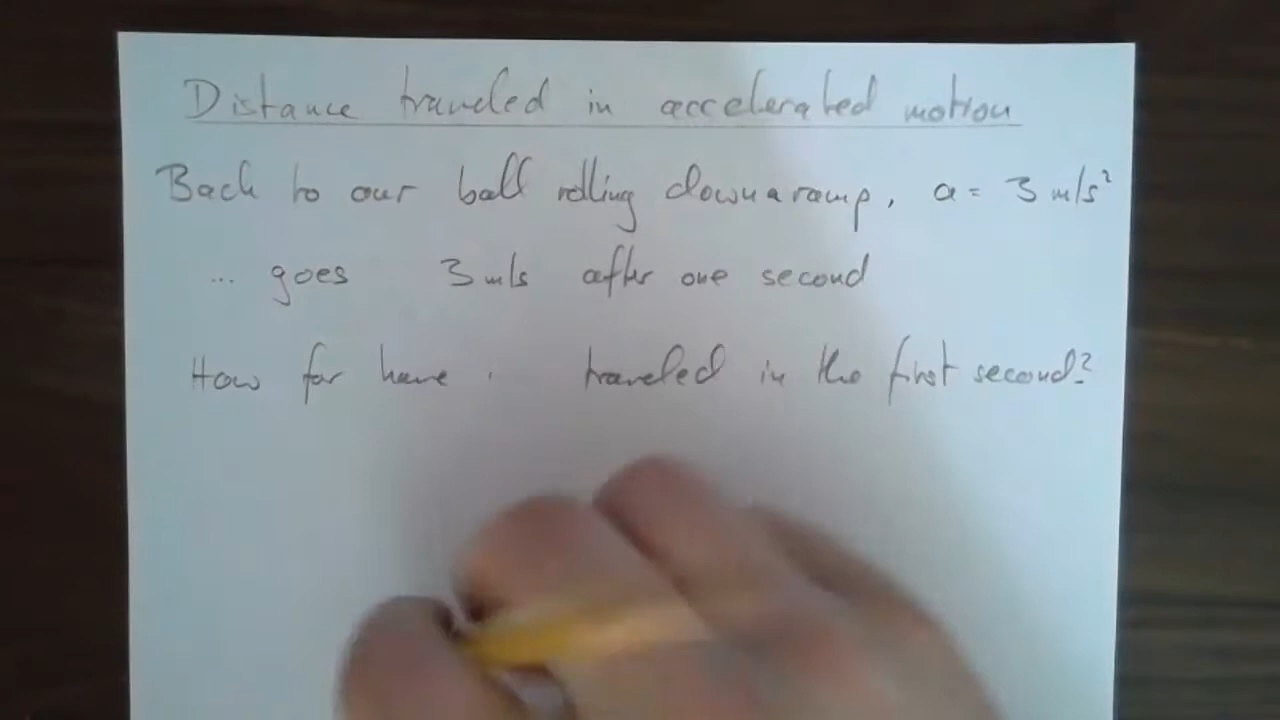 Distance traveled in accelerated motion
Back to our ball rolling down a ramp, a = 3 m/s²
... goes 3 m/s after one second
How far have traveled in the first second?